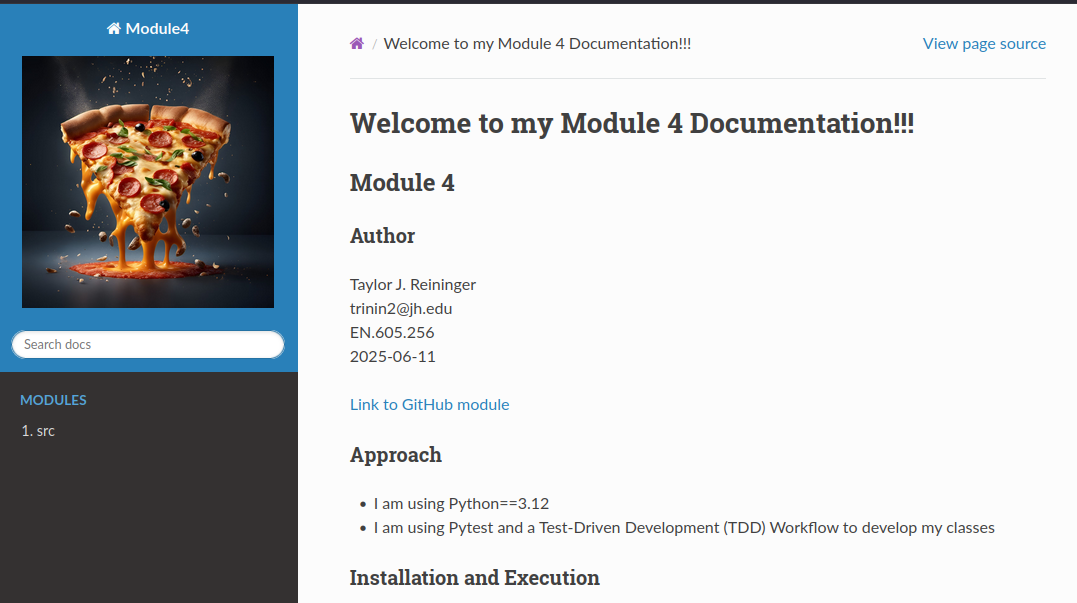 Module4
Search docs
MODULES
1. src
Welcome to my Module 4 Documentation!!!
View page source
Welcome to my Module 4 Documentation!!!
Module 4
Author
Taylor J. Reininger
trinin2@jh.edu
EN.605.256
2025-06-11
Link to GitHub module
Approach
• I am using Python==3.12
• I am using Pytest and a Test-Driven Development (TDD) Workflow to develop my classes
Installation and Execution